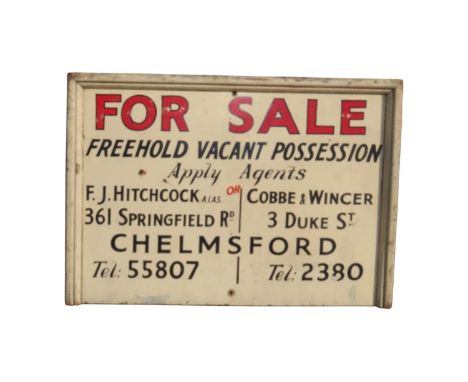 FOR SALE
FREEHOLD VACANT POSSESSION
Apply Agents
F. J. HITCHCOCK A.I.A.S. OR COBBE & WINCER
361 SPRINGFIELD RD 3 DUKE ST
CHELMSFORD
Tel: 55807 Tel: 2380